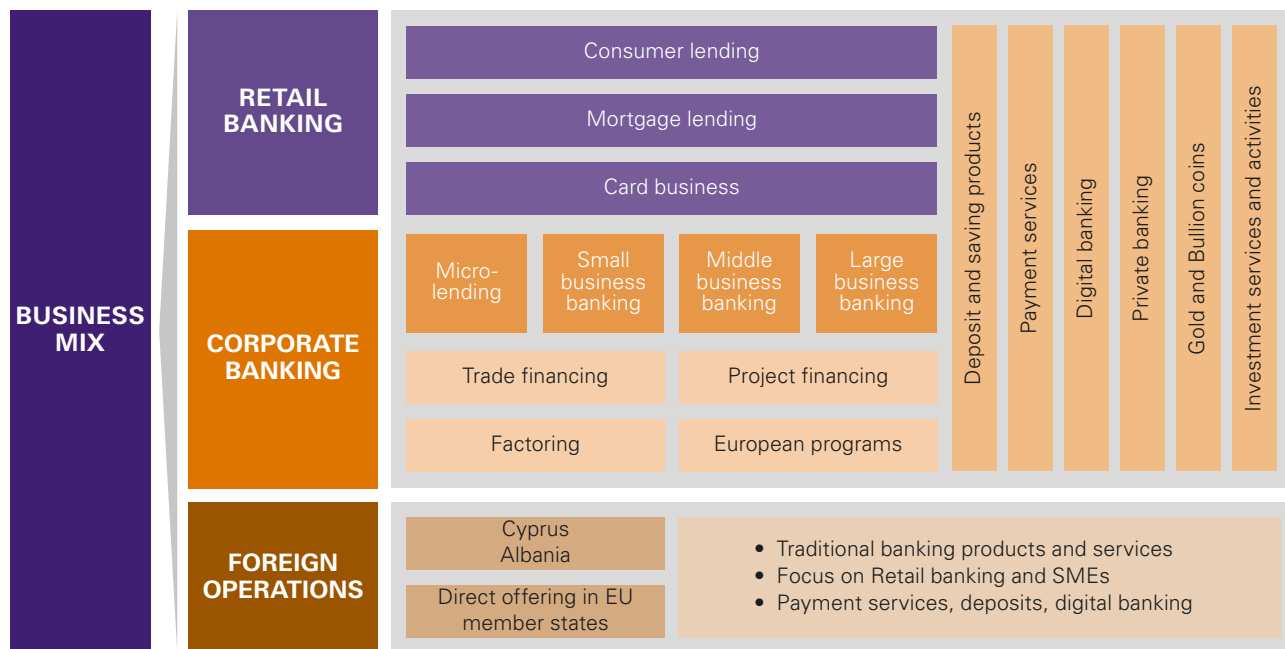 BUSINESS
MIX
RETAIL
BANKING
Consumer lending
Mortgage lending
Card business
CORPORATE
BANKING
Micro-
lending
Small
business
banking
Middle
business
banking
Large
business
banking
Trade financing
Project financing
Factoring
European programs
Deposit and saving products
Payment services
Digital banking
Private banking
Gold and Bullion coins
Investment services and activities
FOREIGN
OPERATIONS
Cyprus
Albania
Direct offering in EU
member states
• Traditional banking products and services
• Focus on Retail banking and SMEs
• Payment services, deposits, digital banking